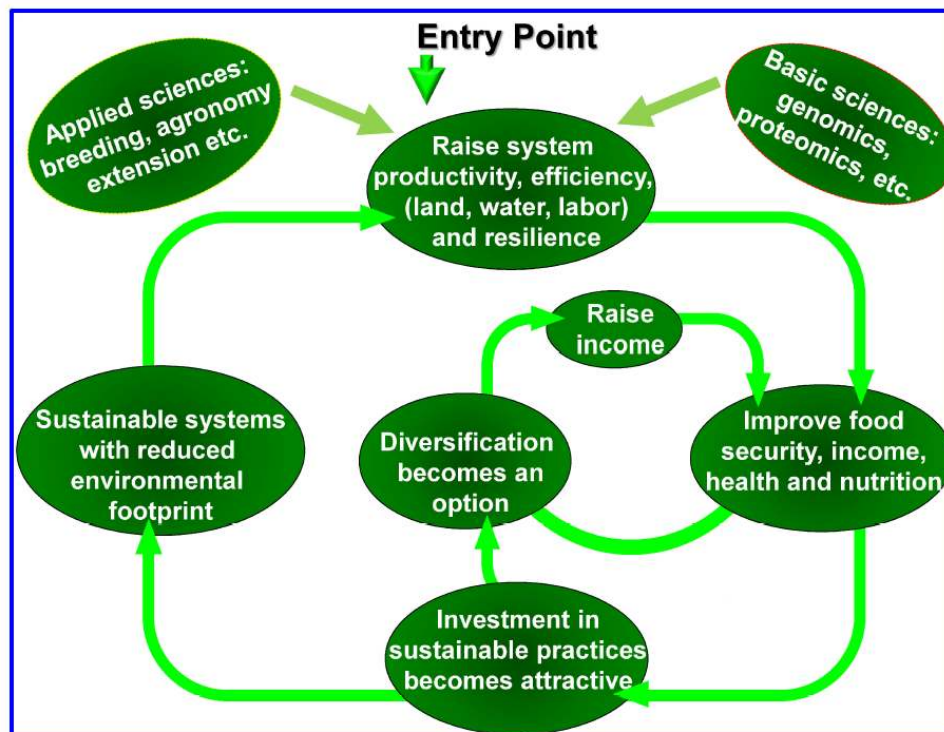 Entry Point
Applied sciences:
breeding, agronomy
extension etc.
Basic sciences:
genomics,
proteomics, etc.
Raise system
productivity, efficiency,
(land, water, labor)
and resilience
Raise
income
Sustainable systems
with reduced
environmental
footprint
Diversification
becomes an
option
Improve food
security, income,
health and nutrition
Investment in
sustainable practices
becomes attractive